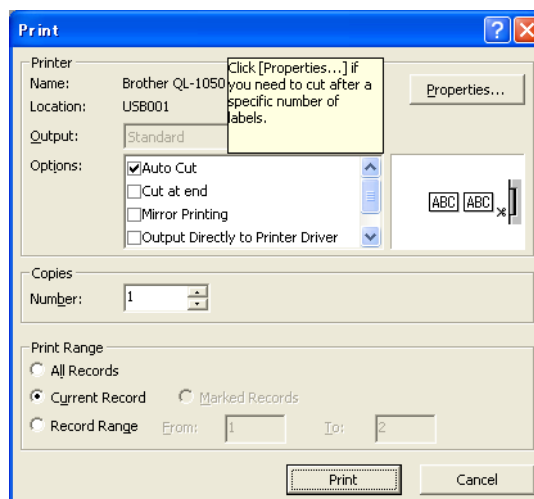 Print
Printer
Name: Brother QL-1050
Location: USB001
Output: Standard
Click [Properties...] if
you need to cut after a
specific number of
labels.
Properties...
Options:
Auto Cut
Cut at end
Mirror Printing
Output Directly to Printer Driver
ABC ABC
Copies
Number: 1
Print Range
All Records
Current Record Marked Records
Record Range From: 1 To: 2
Print Cancel